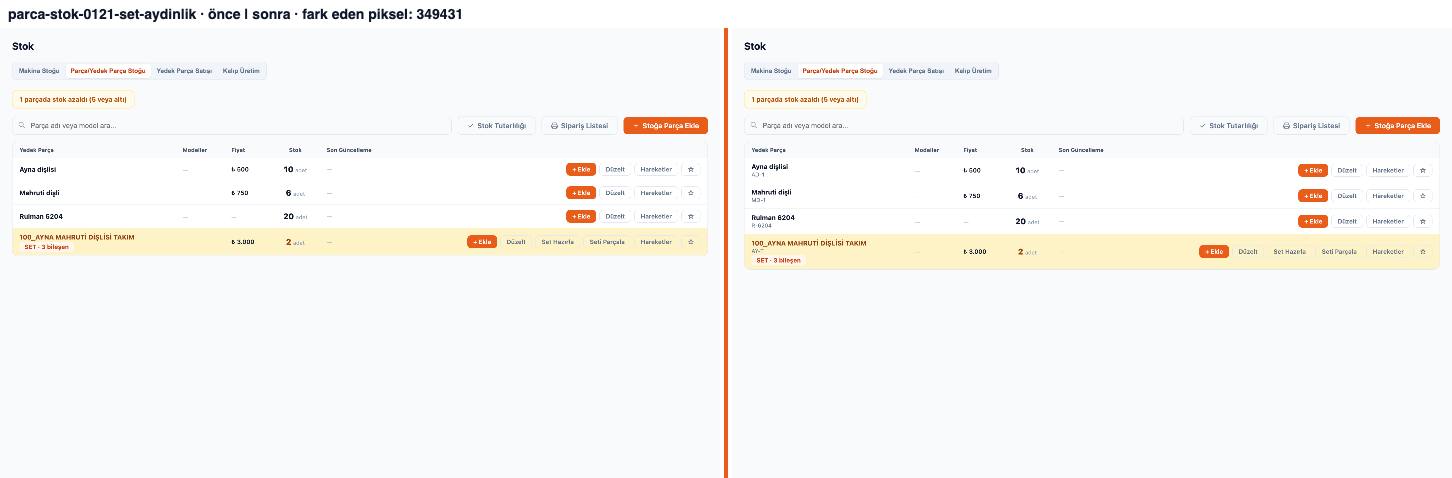 parca-stok-0121-set-aydinlik · önce | sonra · fark eden piksel: 349431
Stok
Makina Stoğu Parça/Yedek Parça Stoğu Yedek Parça Satışı Kalıp Üretim
1 parçada stok azaldı (5 veya altı)
Parça adı veya model ara... Stok Tutarlılığı Sipariş Listesi + Stoğa Parça Ekle
Yedek Parça Modeller Fiyat Stok Son Güncelleme
Ayna dişlisi — ₺ 500 10 adet — + Ekle Düzelt Hareketler ☆
Mahruti dişli ₺ 750 6 adet — + Ekle Düzelt Hareketler ☆
Rulman 6204 — — 20 adet — + Ekle Düzelt Hareketler ☆
100_AYNA MAHRUTİ DİŞLİSİ TAKIM
SET · 3 bileşen ₺ 3.000 2 adet — + Ekle Düzelt Set Hazırla Seti Parçala Hareketler ☆
Stok
Makina Stoğu Parça/Yedek Parça Stoğu Yedek Parça Satışı Kalıp Üretim
1 parçada stok azaldı (5 veya altı)
Parça adı veya model ara... Stok Tutarlılığı Sipariş Listesi + Stoğa Parça Ekle
Yedek Parça Modeller Fiyat Stok Son Güncelleme
Ayna dişlisi — ₺ 500 10 adet — + Ekle Düzelt Hareketler ☆
AD-1
Mahruti dişli — ₺ 750 6 adet — + Ekle Düzelt Hareketler ☆
MD-1
Rulman 6204 — — 20 adet — + Ekle Düzelt Hareketler ☆
R-6204
100_AYNA MAHRUTİ DİŞLİSİ TAKIM
— ₺ 3.000 2 adet — + Ekle Düzelt Set Hazırla Seti Parçala Hareketler ☆
SET · 3 bileşen